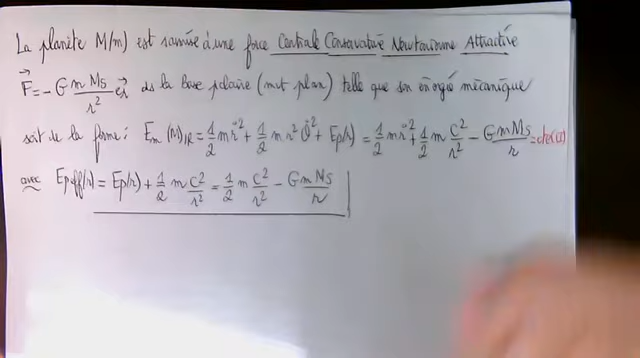 La planète M(m) est soumise à une force Centrale Conservative Newtonienne Attractive
F⃗ = - G m Ms / r² e⃗r ds la base polaire (mvt plan) telle que son énergie mécanique
soit de la forme : Em (M)/R = 1/2 m ṙ² + 1/2 m r² θ̇² + Ep(r) = 1/2 m ṙ² + 1/2 m C²/r² - G m Ms / r = cte
avec Ep eff(r) = Ep(r) + 1/2 m C²/r² = 1/2 m C²/r² - G m Ms / r